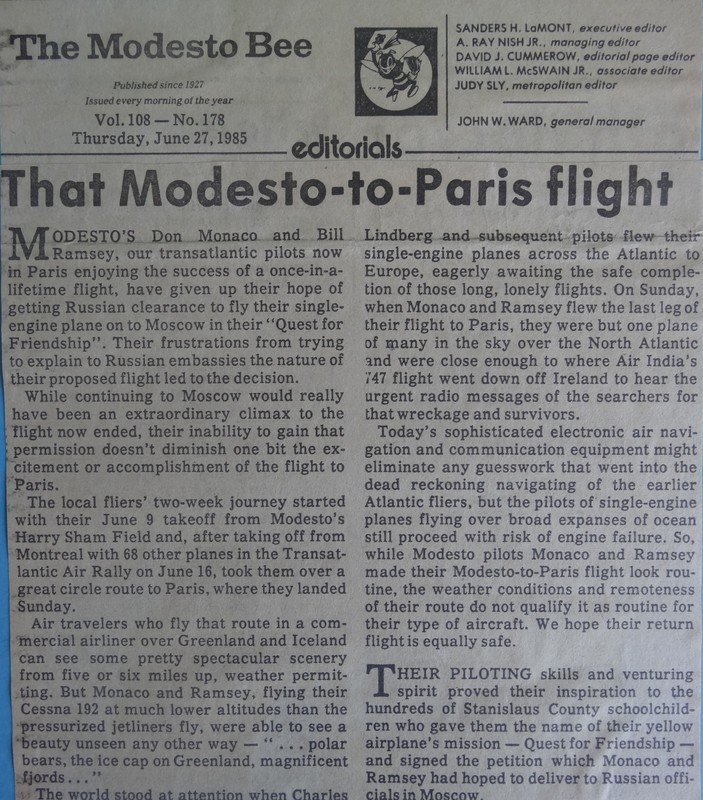 The Modesto Bee
Published since 1927
Issued every morning of the year
Vol. 108 — No. 178
Thursday, June 27, 1985
SANDERS H. LaMONT, executive editor
A. RAY NISH JR., managing editor
DAVID J. CUMMEROW, editorial page editor
WILLIAM L. McSWAIN JR., associate editor
JUDY SLY, metropolitan editor
JOHN W. WARD, general manager
editorials
That Modesto-to-Paris flight
MODESTO'S Don Monaco and Bill
Ramsey, our transatlantic pilots now
in Paris enjoying the success of a once-in-a-
lifetime flight, have given up their hope of
getting Russian clearance to fly their single-
engine plane on to Moscow in their "Quest for
Friendship". Their frustrations from trying
to explain to Russian embassies the nature of
their proposed flight led to the decision.
While continuing to Moscow would really
have been an extraordinary climax to the
flight now ended, their inability to gain that
permission doesn't diminish one bit the ex-
citement or accomplishment of the flight to
Paris.
The local fliers' two-week journey started
with their June 9 takeoff from Modesto's
Harry Sham Field and, after taking off from
Montreal with 68 other planes in the Transat-
lantic Air Rally on June 16, took them over a
great circle route to Paris, where they landed
Sunday.
Air travelers who fly that route in a com-
mercial airliner over Greenland and Iceland
can see some pretty spectacular scenery
from five or six miles up, weather permit-
ting. But Monaco and Ramsey, flying their
Cessna 192 at much lower altitudes than the
pressurized jetliners fly, were able to see a
beauty unseen any other way — " . . . polar
bears, the ice cap on Greenland, magnificent
fjords . . ."
The world stood at attention when Charles
Lindberg and subsequent pilots flew their
single-engine planes across the Atlantic to
Europe, eagerly awaiting the safe comple-
tion of those long, lonely flights. On Sunday,
when Monaco and Ramsey flew the last leg of
their flight to Paris, they were but one plane
of many in the sky over the North Atlantic
and were close enough to where Air India's
747 flight went down off Ireland to hear the
urgent radio messages of the searchers for
that wreckage and survivors.
Today's sophisticated electronic air navi-
gation and communication equipment might
eliminate any guesswork that went into the
dead reckoning navigating of the earlier
Atlantic fliers, but the pilots of single-engine
planes flying over broad expanses of ocean
still proceed with risk of engine failure. So,
while Modesto pilots Monaco and Ramsey
made their Modesto-to-Paris flight look rou-
tine, the weather conditions and remoteness
of their route do not qualify it as routine for
their type of aircraft. We hope their return
flight is equally safe.
THEIR PILOTING skills and venturing
spirit proved their inspiration to the
hundreds of Stanislaus County schoolchild-
ren who gave them the name of their yellow
airplane's mission — Quest for Friendship —
and signed the petition which Monaco and
Ramsey had hoped to deliver to Russian offi-
cials in Moscow.